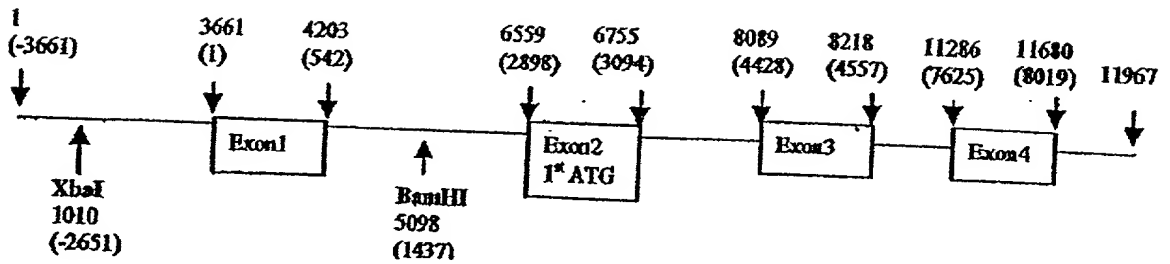 1 3661 4203 6559 6755 8089 8218 11286 11680 11967
(-3661) (1) (542) (2898) (3094) (4428) (4557) (7625) (8019)
Exon1 Exon2 Exon3 Exon4
1st ATG
XbaI BamHI
1010 5098
(-2651) (1437)